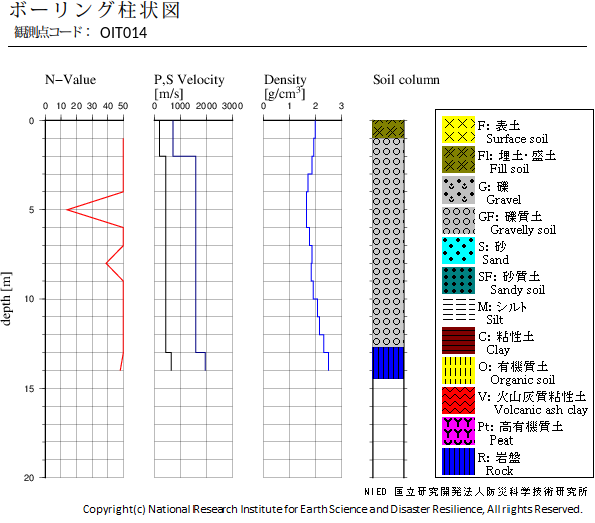 ボーリング柱状図
観測点コード： OIT014
N−Value P,S Velocity Density Soil column
[m/s] [g/cm3]
0 10 20 30 40 50 0 1000 2000 3000 0 1 2 3
0
5
10
15
20
depth [m]
F: 表土
Surface soil
Fl: 埋土・盛土
Fill soil
G: 礫
Gravel
GF: 礫質土
Gravelly soil
S: 砂
Sand
SF: 砂質土
Sandy soil
M: シルト
Silt
C: 粘性土
Clay
O: 有機質土
Organic soil
V: 火山灰質粘性土
Volcanic ash clay
Pt: 高有機質土
Peat
R: 岩盤
Rock
NIED 国立研究開発法人防災科学技術研究所
Copyright(c) National Research Institute for Earth Science and Disaster Resilience, All rights Reserved.